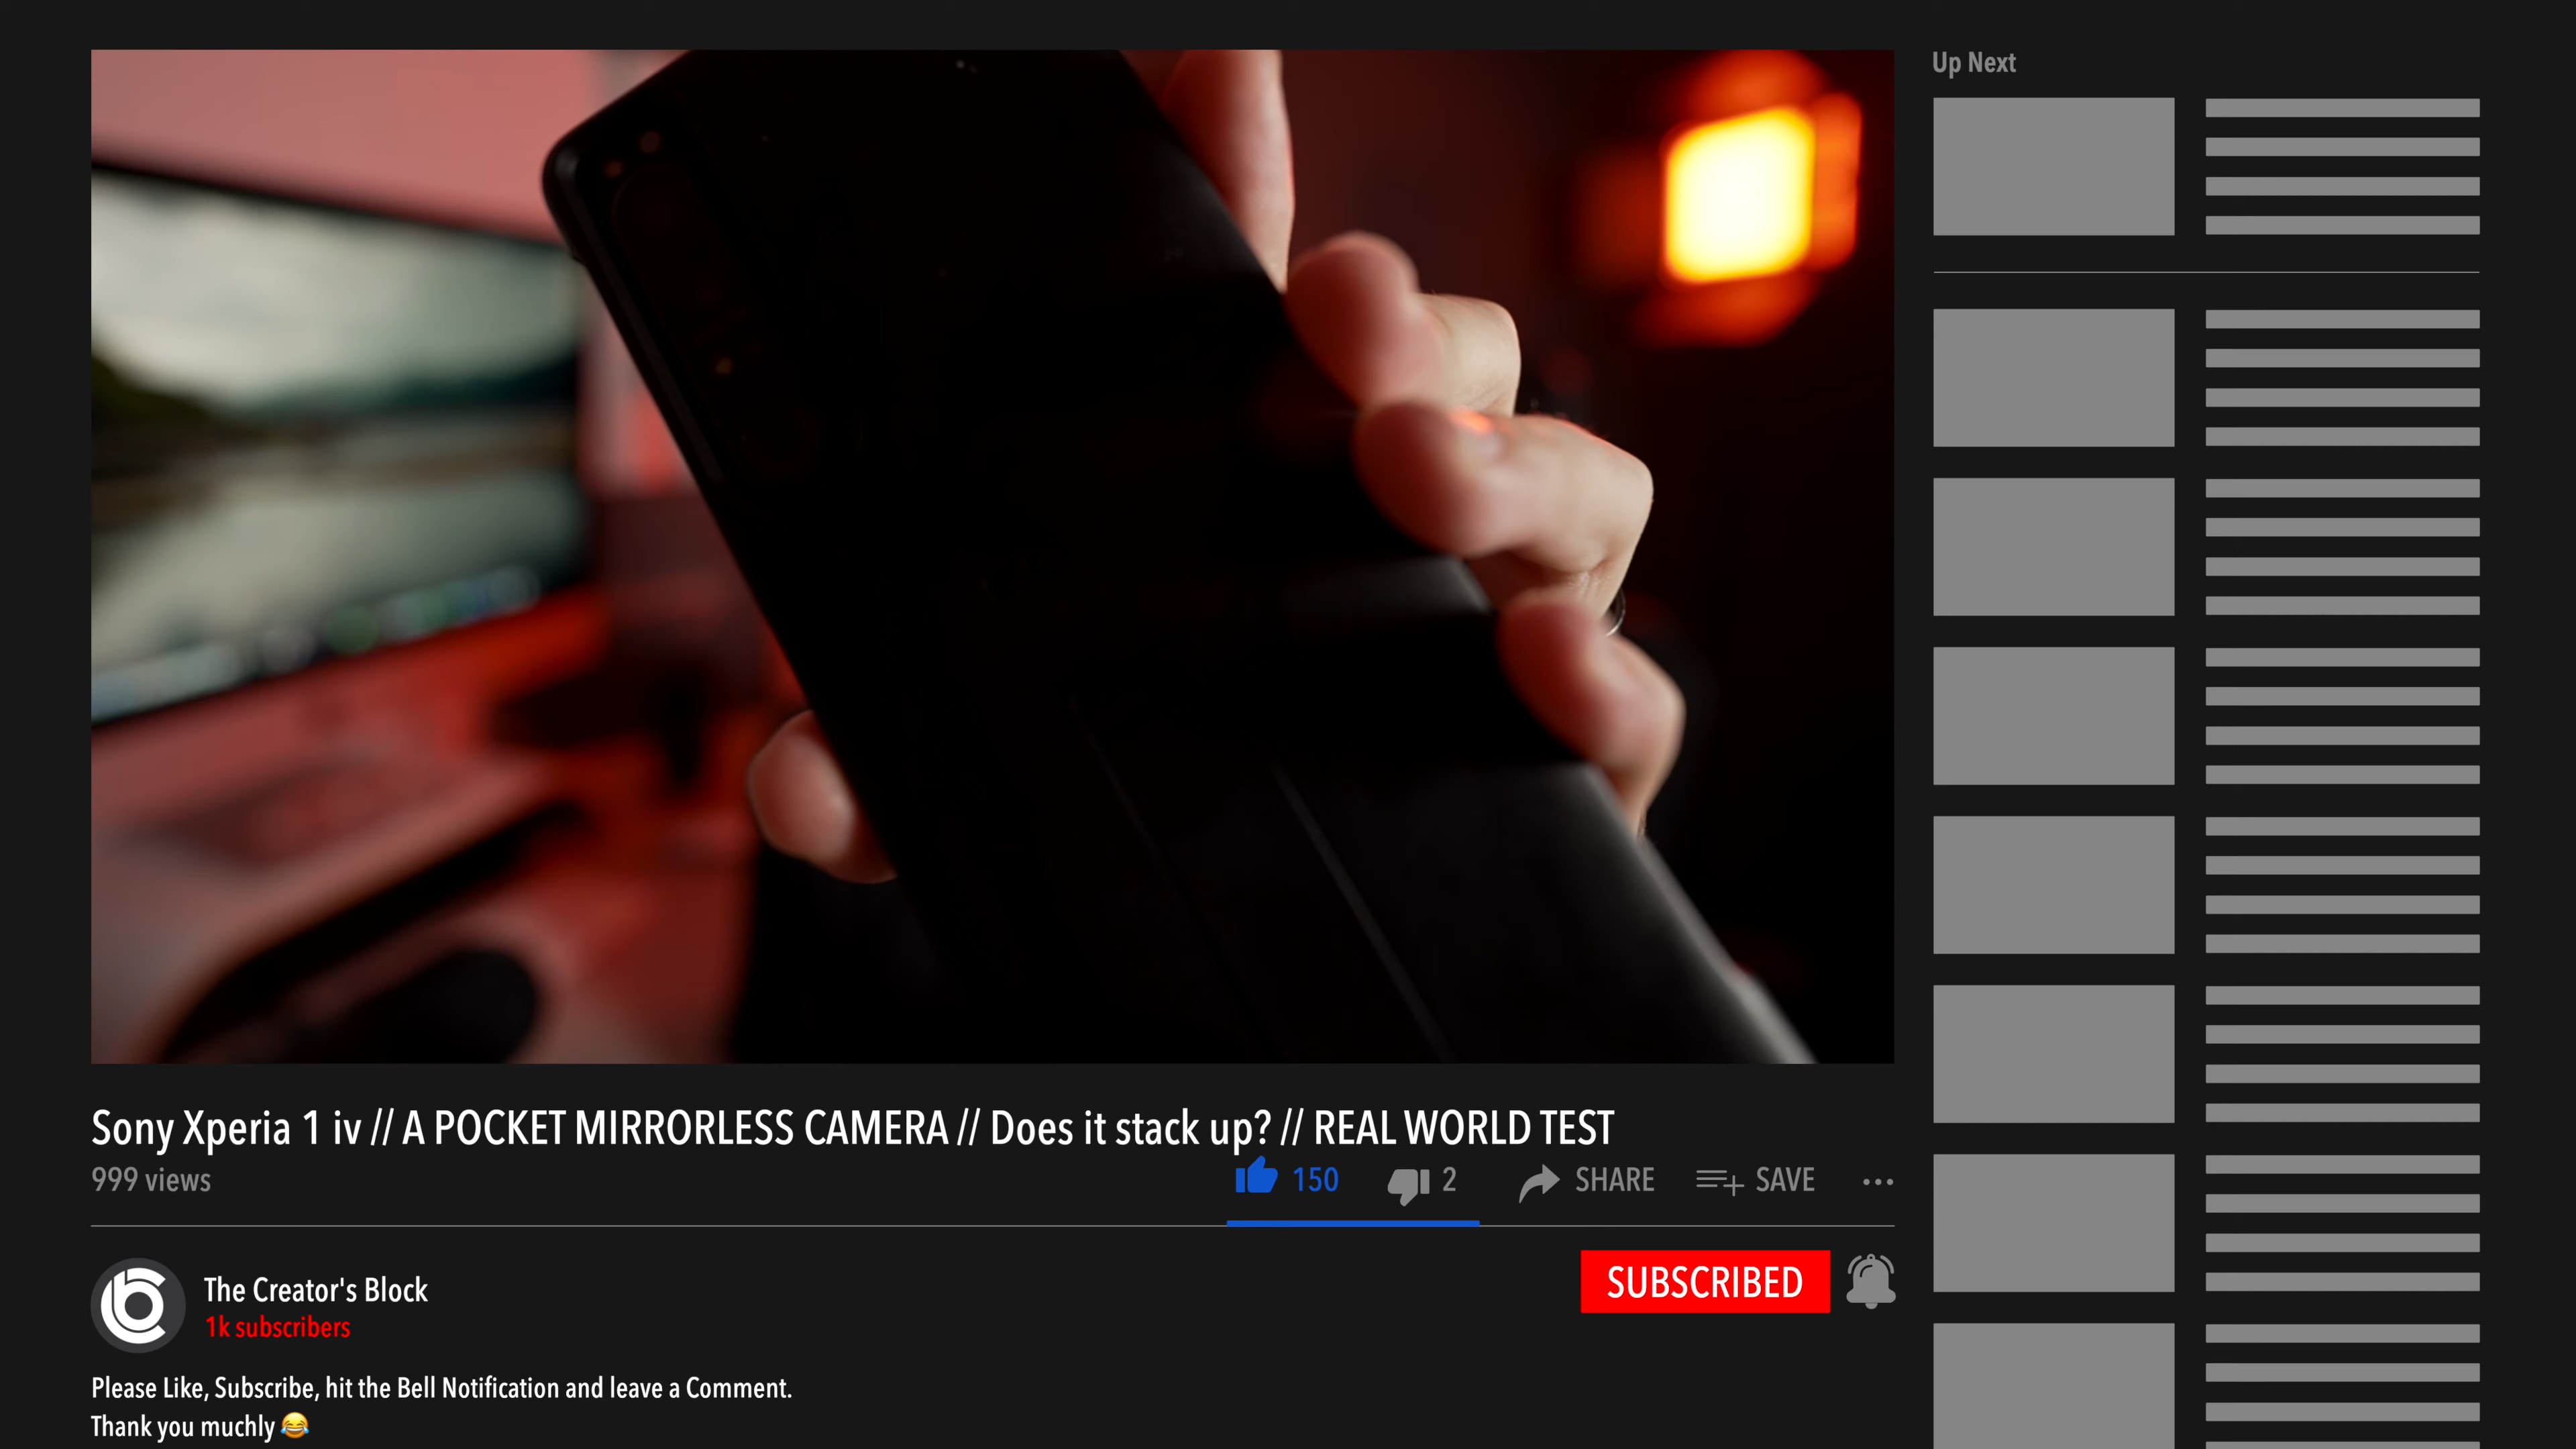 Up Next
Sony Xperia 1 iv // A POCKET MIRRORLESS CAMERA // Does it stack up? // REAL WORLD TEST
999 views
150
2
SHARE
SAVE
The Creator's Block
1k subscribers
SUBSCRIBED
Please Like, Subscribe, hit the Bell Notification and leave a Comment.
Thank you muchly 😂